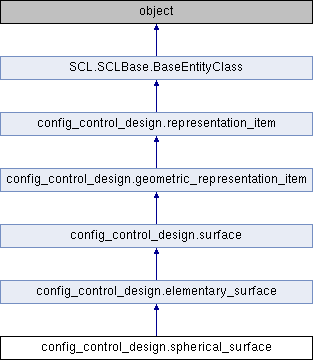 object
SCL.SCLBase.BaseEntityClass
config_control_design.representation_item
config_control_design.geometric_representation_item
config_control_design.surface
config_control_design.elementary_surface
config_control_design.spherical_surface